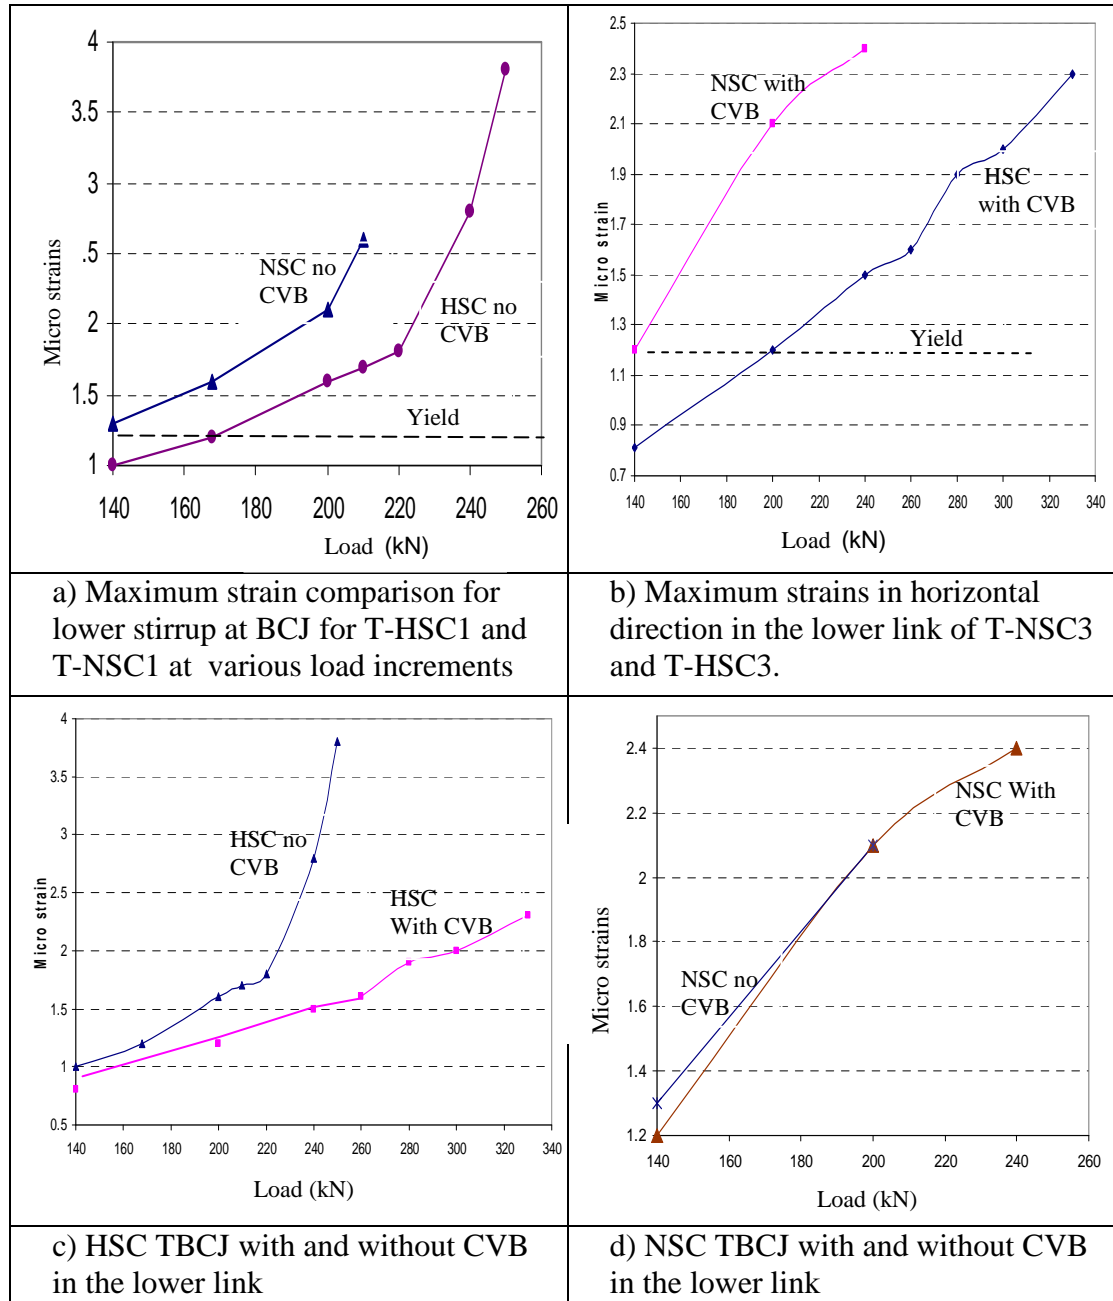 4
3.5
3
.5
2
1.5
1
Micro strains
NSC no
CVB
HSC no
CVB
Yield
140 160 180 200 220 240 260
Load (kN)
2.5
2.3
2.1
1.9
1.7
1.5
1.3
1.1
0.9
0.7
Micro strain
NSC with
CVB
HSC
with CVB
Yield
140 160 180 200 220 240 260 280 300 320 340
Load (kN)
a) Maximum strain comparison for
lower stirrup at BCJ for T-HSC1 and
T-NSC1 at various load increments
b) Maximum strains in horizontal
direction in the lower link of T-NSC3
and T-HSC3.
4
3.5
3
2.5
2
1.5
1
0.5
Micro strain
HSC no
CVB
HSC
With CVB
140 160 180 200 220 240 260 280 300 320 340
Load (kN)
2.4
2.2
2
1.8
1.6
1.4
1.2
Micro strains
NSC With
CVB
NSC no
CVB
140 160 180 200 220 240 260
Load (kN)
c) HSC TBCJ with and without CVB
in the lower link
d) NSC TBCJ with and without CVB
in the lower link